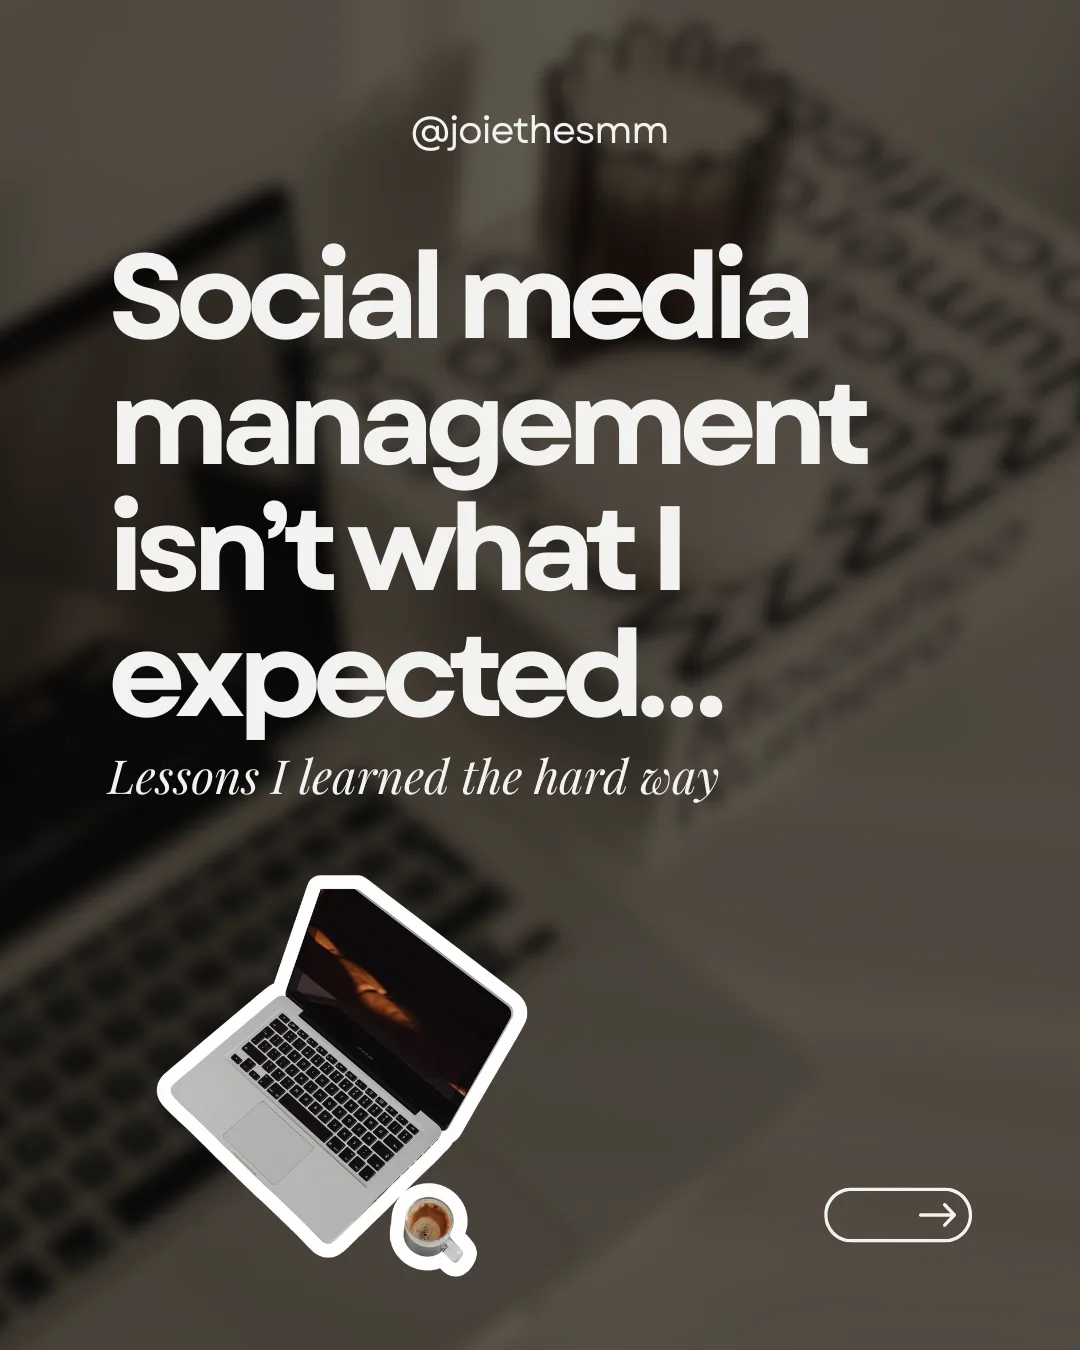 @joiethesmm
Social media
management
isn’t what I
expected...
Lessons I learned the hard way